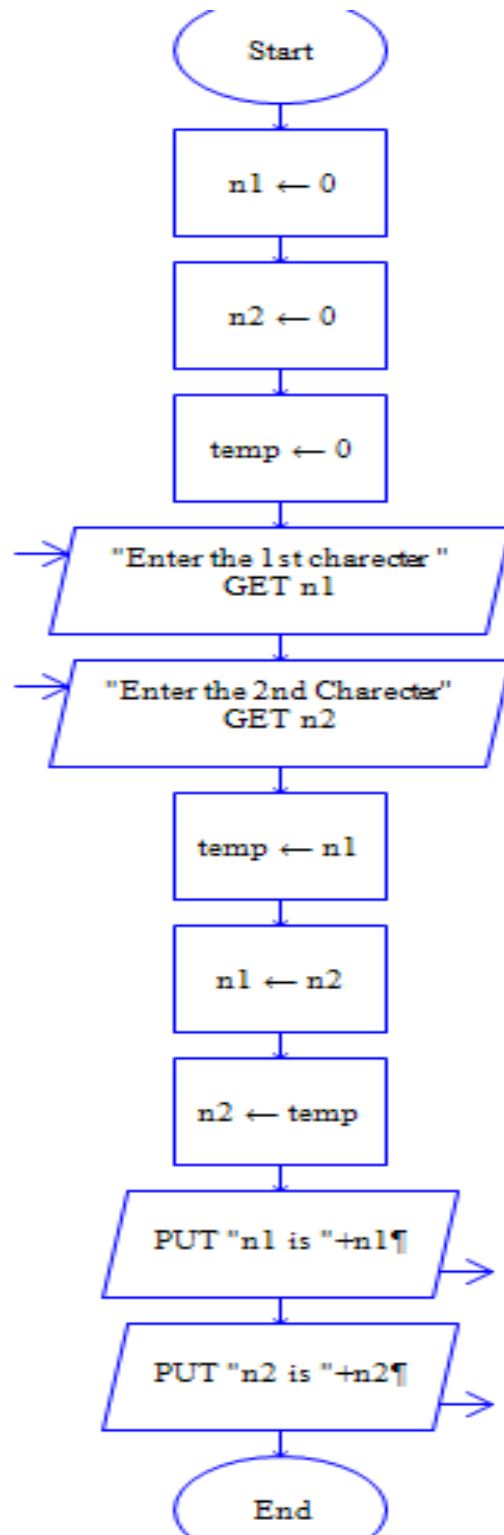 Start
n1 ← 0
n2 ← 0
temp ← 0
"Enter the 1st charecter "
GET n1
"Enter the 2nd Charecter"
GET n2
temp ← n1
n1 ← n2
n2 ← temp
PUT "n1 is "+n1¶
PUT "n2 is "+n2¶
End